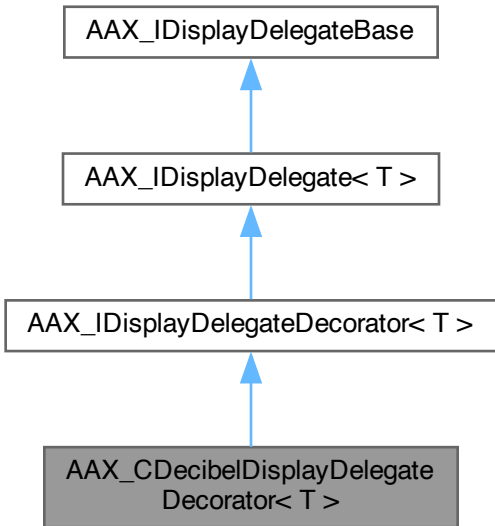 AAX_IDisplayDelegateBase
AAX_IDisplayDelegate< T >
AAX_IDisplayDelegateDecorator< T >
AAX_CDecibelDisplayDelegate
Decorator< T >